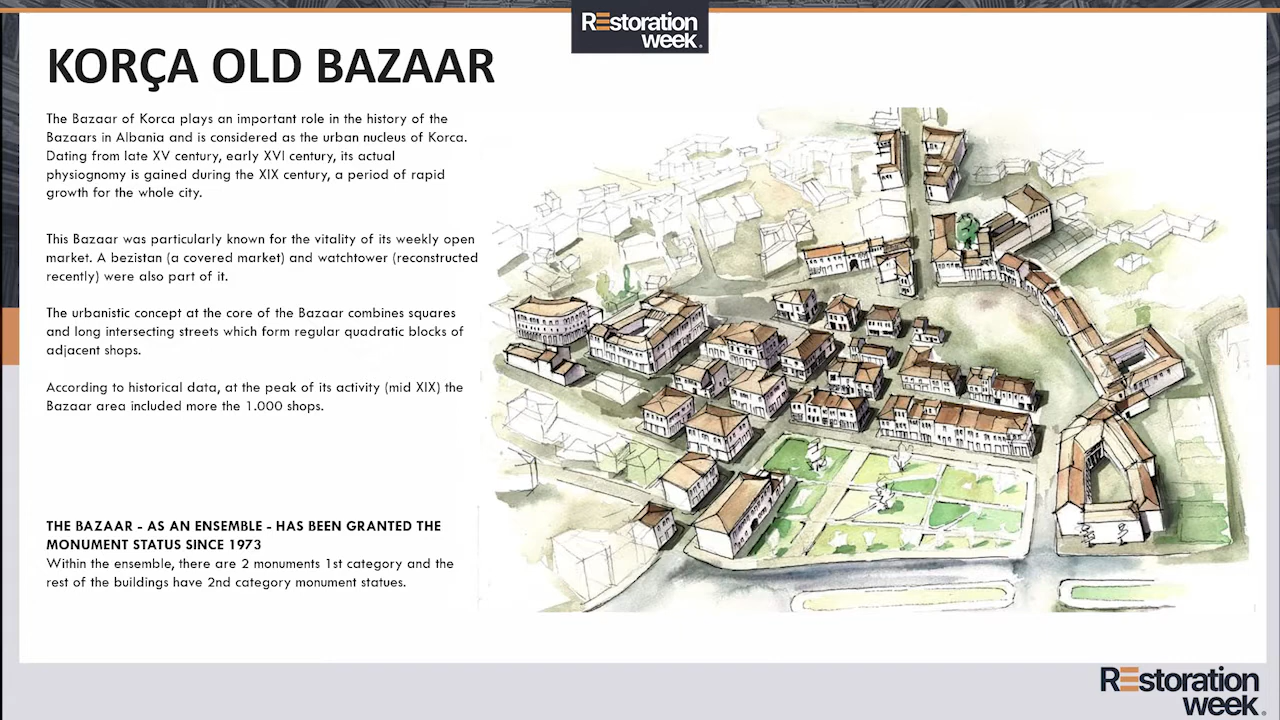 REstoration
week.
KORÇA OLD BAZAAR
The Bazaar of Korca plays an important role in the history of the
Bazaars in Albania and is considered as the urban nucleus of Korca.
Dating from late XV century, early XVI century, its actual
physiognomy is gained during the XIX century, a period of rapid
growth for the whole city.
This Bazaar was particularly known for the vitality of its weekly open
market. A bezistan (a covered market) and watchtower (reconstructed
recently) were also part of it.
The urbanistic concept at the core of the Bazaar combines squares
and long intersecting streets which form regular quadratic blocks of
adjacent shops.
According to historical data, at the peak of its activity (mid XIX) the
Bazaar area included more the 1.000 shops.
THE BAZAAR - AS AN ENSEMBLE - HAS BEEN GRANTED THE
MONUMENT STATUS SINCE 1973
Within the ensemble, there are 2 monuments 1st category and the
rest of the buildings have 2nd category monument statues.
REstoration
week.